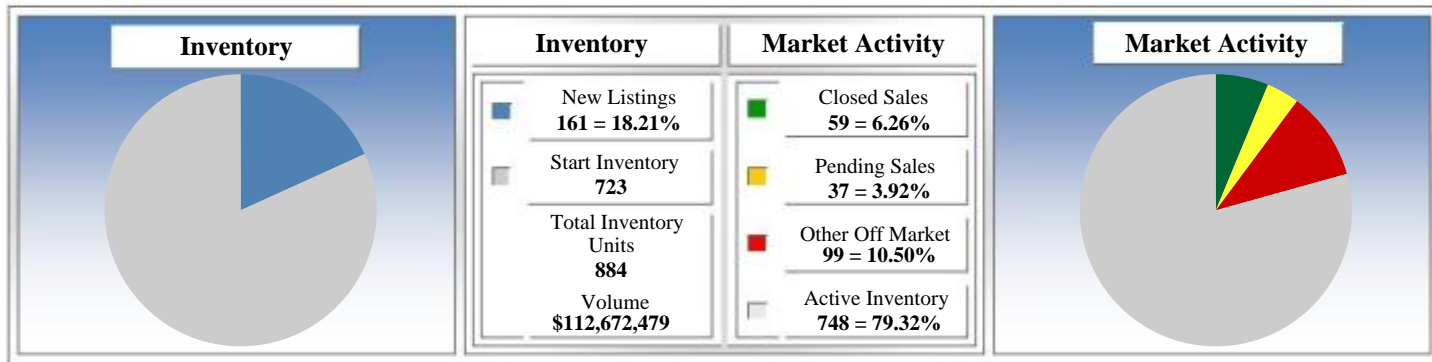 Inventory
Inventory
Market Activity
Market Activity
New Listings
161 = 18.21%
Start Inventory
723
Total Inventory
Units
884
Volume
$112,672,479
Closed Sales
59 = 6.26%
Pending Sales
37 = 3.92%
Other Off Market
99 = 10.50%
Active Inventory
748 = 79.32%